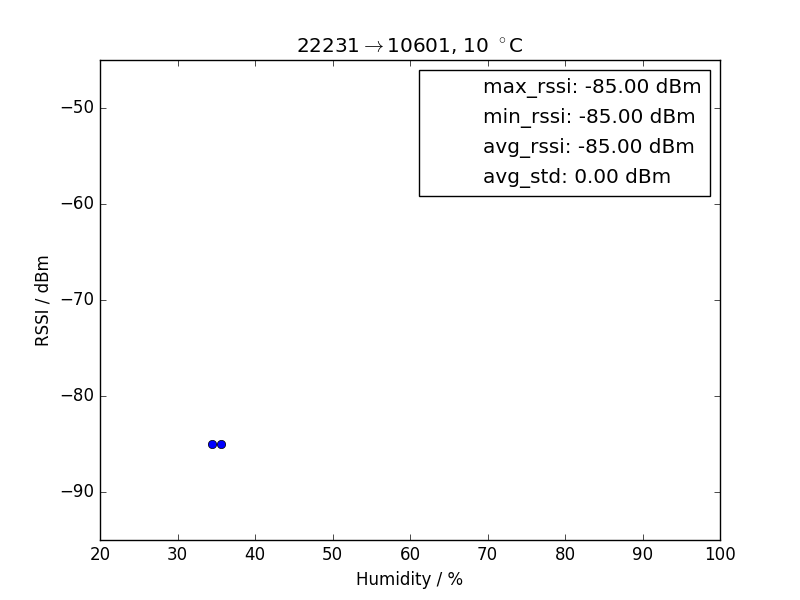 22231→10601, 10 °C
max_rssi: -85.00 dBm
min_rssi: -85.00 dBm
avg_rssi: -85.00 dBm
avg_std: 0.00 dBm
−50
−60
−70
−80
−90
RSSI / dBm
20 30 40 50 60 70 80 90 100
Humidity / %